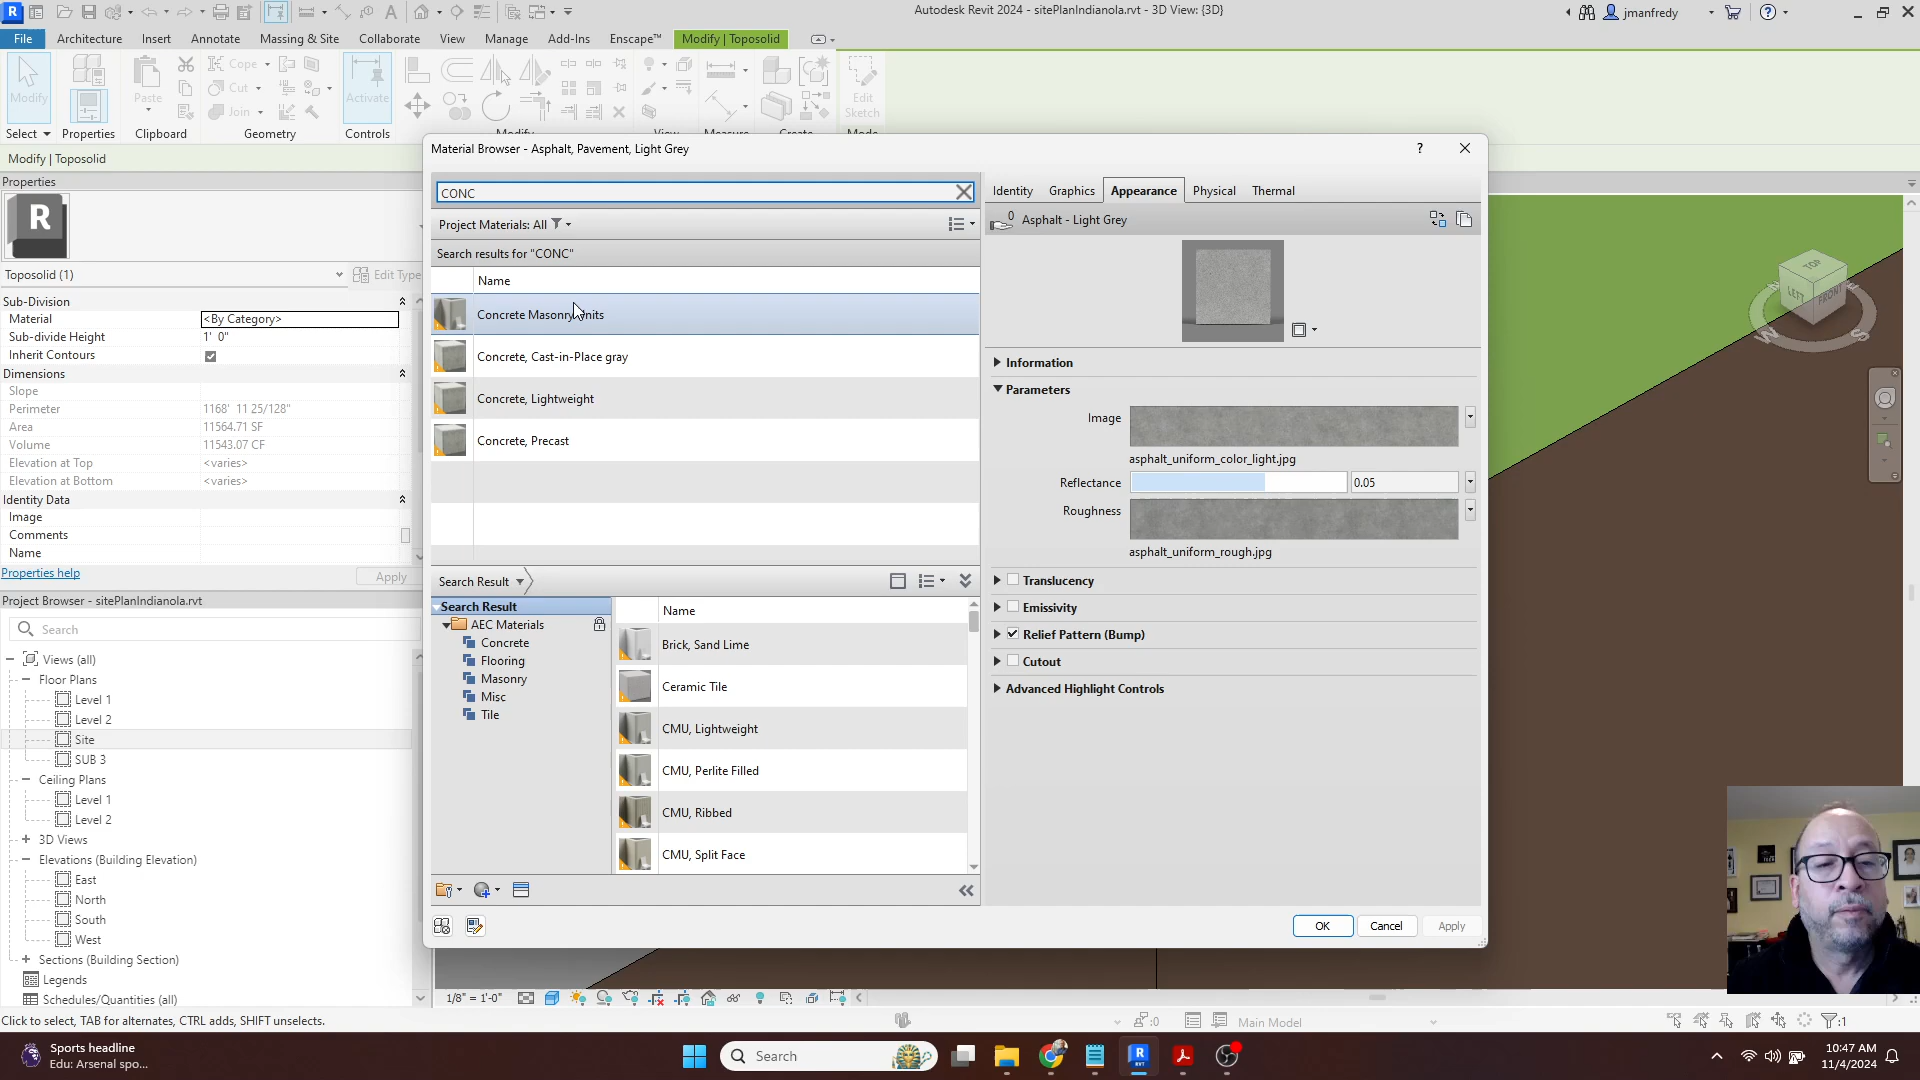 Autodesk Revit 2024 - sitePlanIndianola.rvt - 3D View: {3D}
jmanfredy
File Architecture Insert Annotate Massing & Site Collaborate View Manage Add-Ins Enscape™ Modify | Toposolid
Modify Paste Cope Cut Join Activate Edit Sketch
Select Properties Clipboard Geometry Controls Modify View Measure Create Mode
Modify | Toposolid
Properties
Toposolid (1) Edit Type
Sub-Division
Material <By Category>
Sub-divide Height 1' 0"
Inherit Contours
Dimensions
Slope
Perimeter 1168' 11 25/128"
Area 11564.71 SF
Volume 11543.07 CF
Elevation at Top <varies>
Elevation at Bottom <varies>
Identity Data
Image
Comments
Name
Properties help Apply
Project Browser - sitePlanIndianola.rvt
Search
Views (all)
Floor Plans
Level 1
Level 2
Site
SUB 3
Ceiling Plans
Level 1
Level 2
3D Views
Elevations (Building Elevation)
East
North
South
West
Sections (Building Section)
Legends
Schedules/Quantities (all)
Material Browser - Asphalt, Pavement, Light Grey
CONC
Project Materials: All
Search results for "CONC"
Name
Concrete Masonry Units
Concrete, Cast-in-Place gray
Concrete, Lightweight
Concrete, Precast
Search Result
Search Result
AEC Materials
Concrete
Flooring
Masonry
Misc
Tile
Name
Brick, Sand Lime
Ceramic Tile
CMU, Lightweight
CMU, Perlite Filled
CMU, Ribbed
CMU, Split Face
Identity Graphics Appearance Physical Thermal
0 Asphalt - Light Grey
Information
Parameters
Image
asphalt_uniform_color_light.jpg
Reflectance 0.05
Roughness
asphalt_uniform_rough.jpg
Translucency
Emissivity
Relief Pattern (Bump)
Cutout
Advanced Highlight Controls
OK Cancel Apply
TOP
LEFT FRONT
W S
1/8" = 1'-0"
Click to select, TAB for alternates, CTRL adds, SHIFT unselects.
:0 Main Model :1
Sports headline
Edu: Arsenal spo...
Search
10:47 AM
11/4/2024